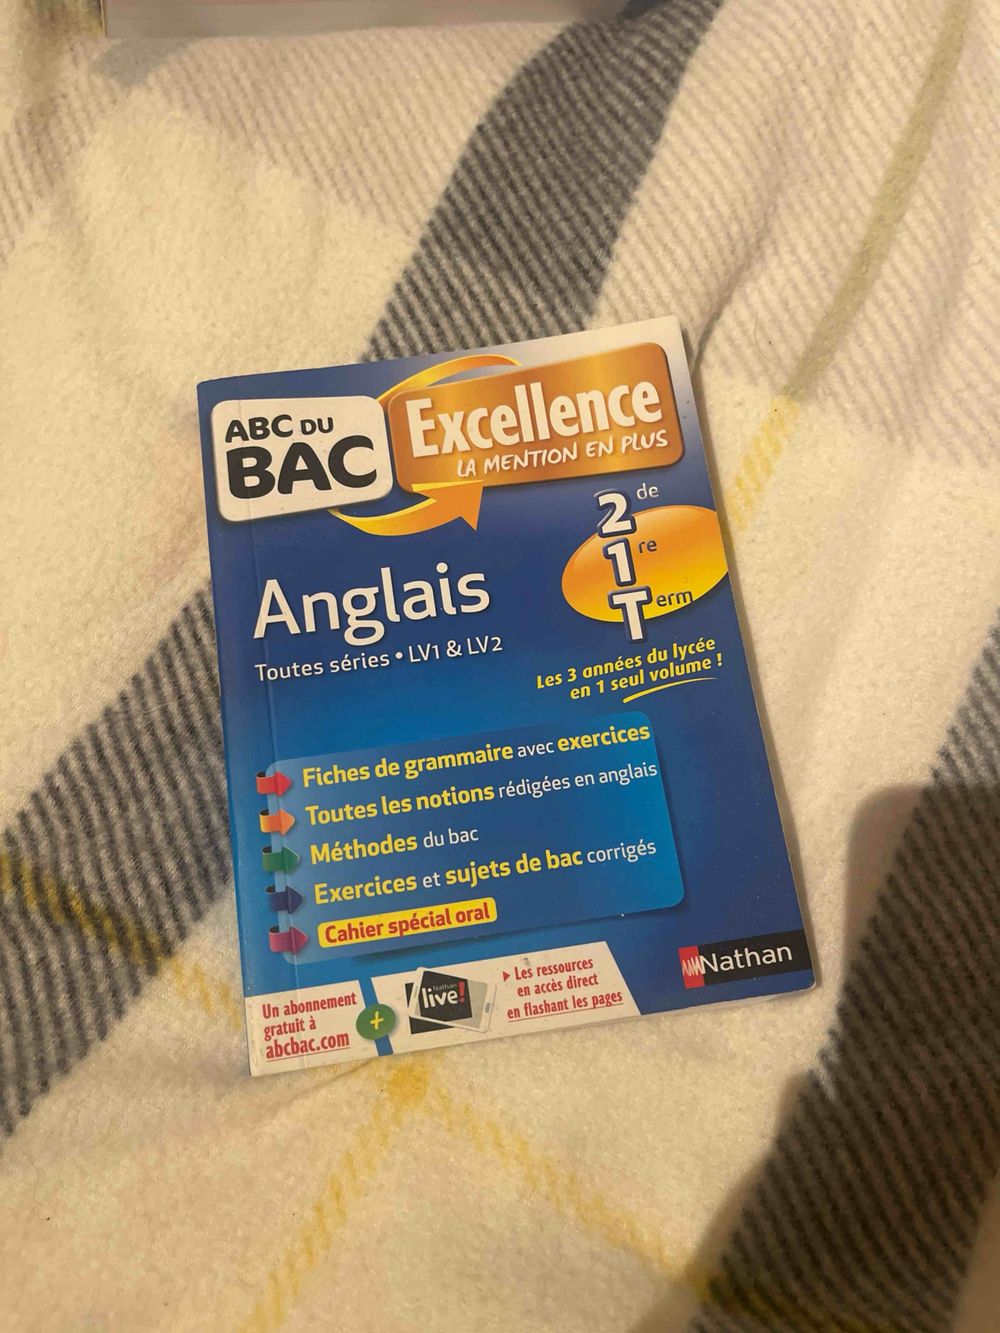 ABC DU
BAC
Excellence
LA MENTION EN PLUS
2de
1re
Term
Anglais
Toutes séries • LV1 & LV2
Les 3 années du lycée
en 1 seul volume !
Fiches de grammaire avec exercices
Toutes les notions rédigées en anglais
Méthodes du bac
Exercices et sujets de bac corrigés
Cahier spécial oral
Nathan
Un abonnement
gratuit à
abcbac.com
+
Nathan
live!
Les ressources
en accès direct
en flashant les pages